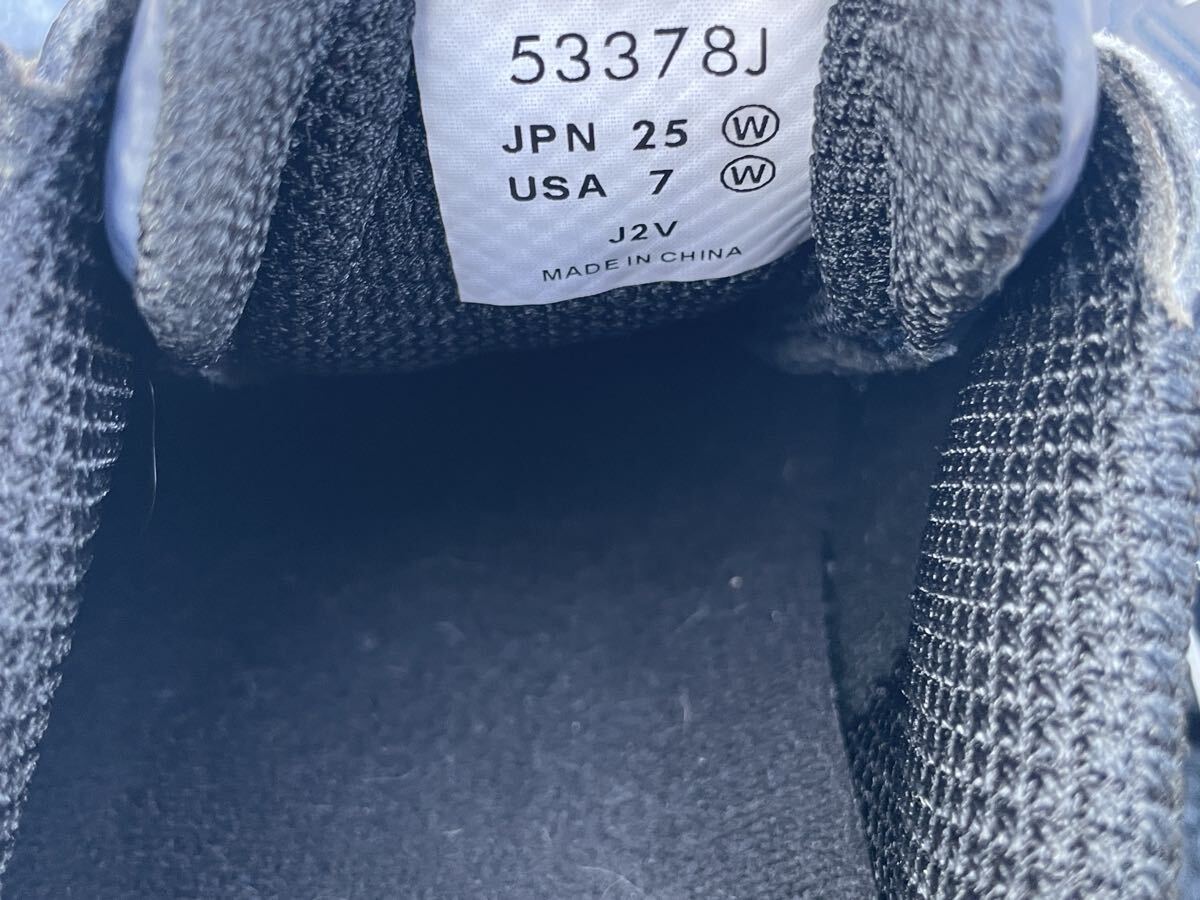 53378J
JPN 25 Ⓦ
USA 7 Ⓦ
J2V
MADE IN CHINA